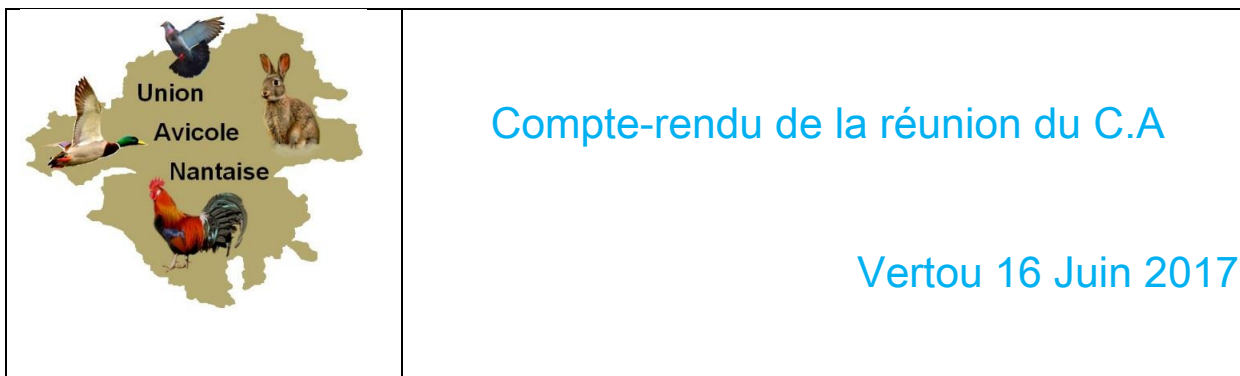 Union
Avicole
Nantaise
Compte-rendu de la réunion du C.A
Vertou 16 Juin 2017